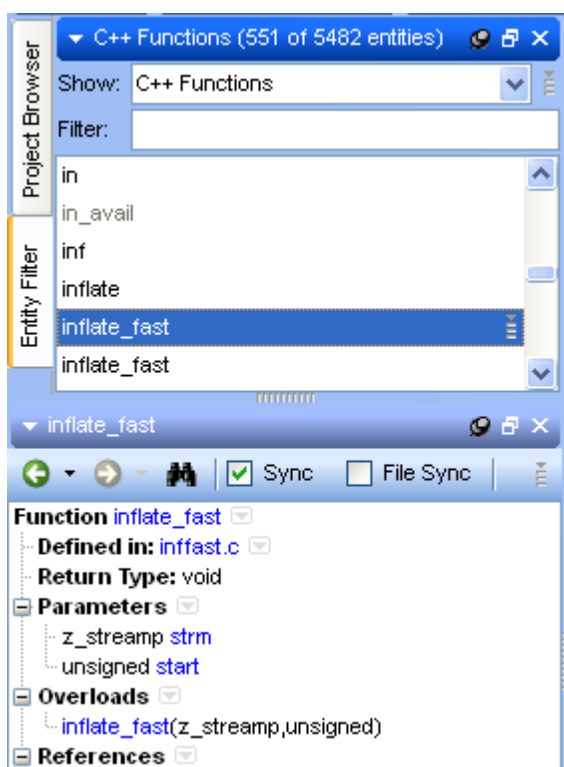 Project Browser
Entity Filter
C++ Functions (551 of 5482 entities)
Show: C++ Functions
Filter:
in
in_avail
inf
inflate
inflate_fast
inflate_fast
inflate_fast
Sync File Sync
Function inflate_fast
Defined in: inffast.c
Return Type: void
Parameters
z_streamp strm
unsigned start
Overloads
inflate_fast(z_streamp,unsigned)
References